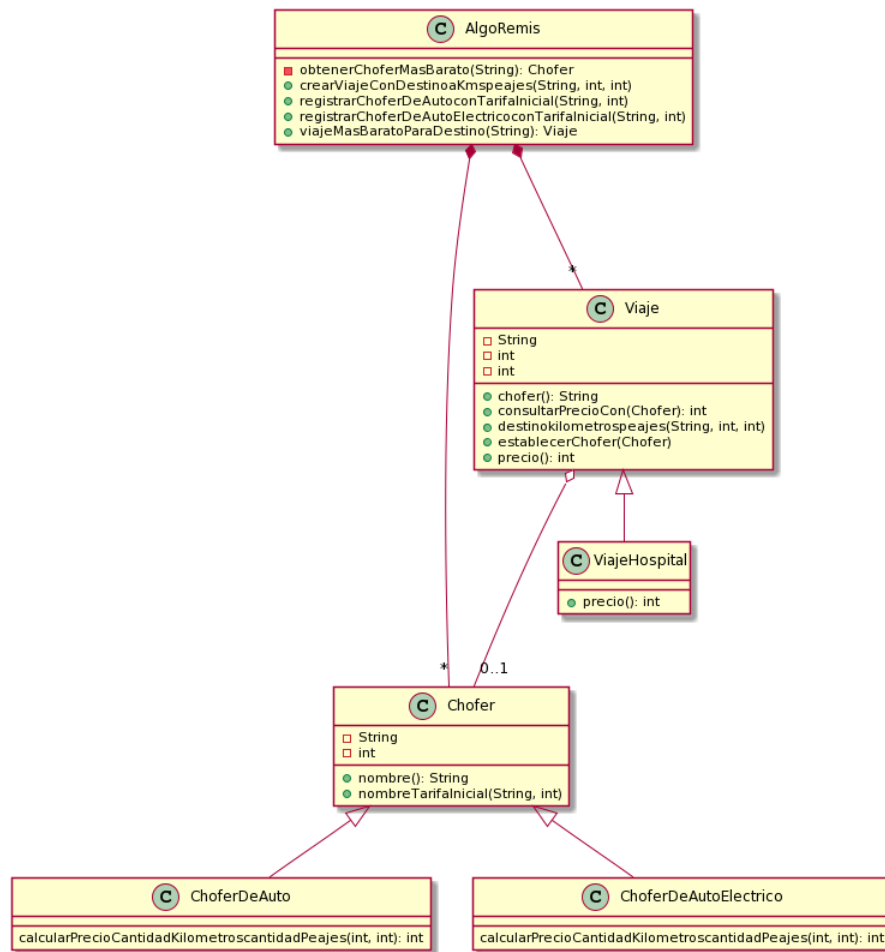 C AlgoRemis
obtenerChoferMasBarato(String): Chofer
crearViajeConDestinoaKmspeajes(String, int, int)
registrarChoferDeAutoconTarifaInicial(String, int)
registrarChoferDeAutoElectricoconTarifaInicial(String, int)
viajeMasBaratoParaDestino(String): Viaje
*
C Viaje
String
int
int
chofer(): String
consultarPrecioCon(Chofer): int
destinokilometrospeajes(String, int, int)
establecerChofer(Chofer)
precio(): int
C ViajeHospital
precio(): int
* 0..1
C Chofer
String
int
nombre(): String
nombreTarifaInicial(String, int)
C ChoferDeAuto
calcularPrecioCantidadKilometroscantidadPeajes(int, int): int
C ChoferDeAutoElectrico
calcularPrecioCantidadKilometroscantidadPeajes(int, int): int